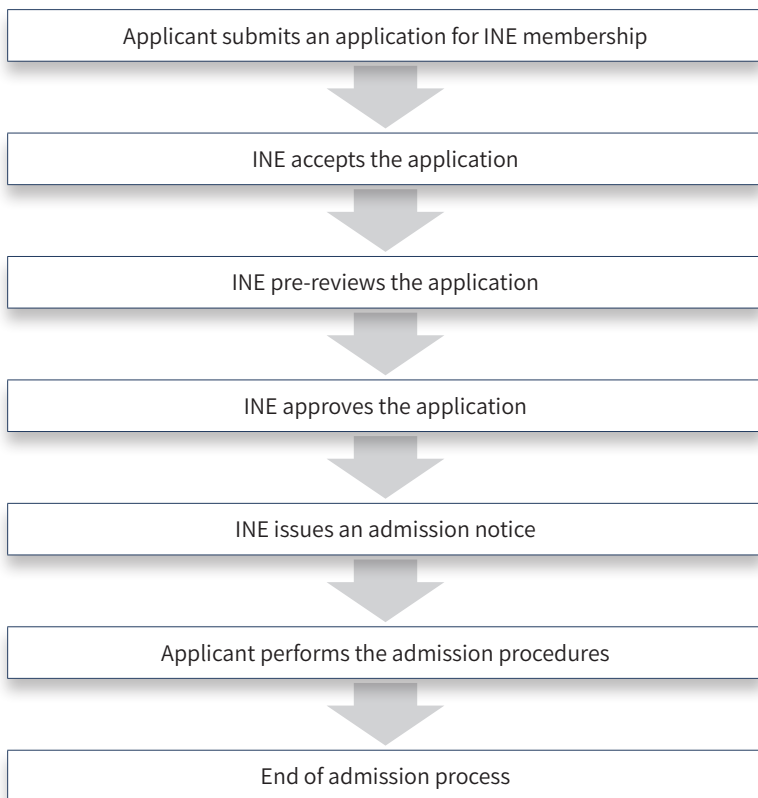 Applicant submits an application for INE membership
INE accepts the application
INE pre-reviews the application
INE approves the application
INE issues an admission notice
Applicant performs the admission procedures
End of admission process